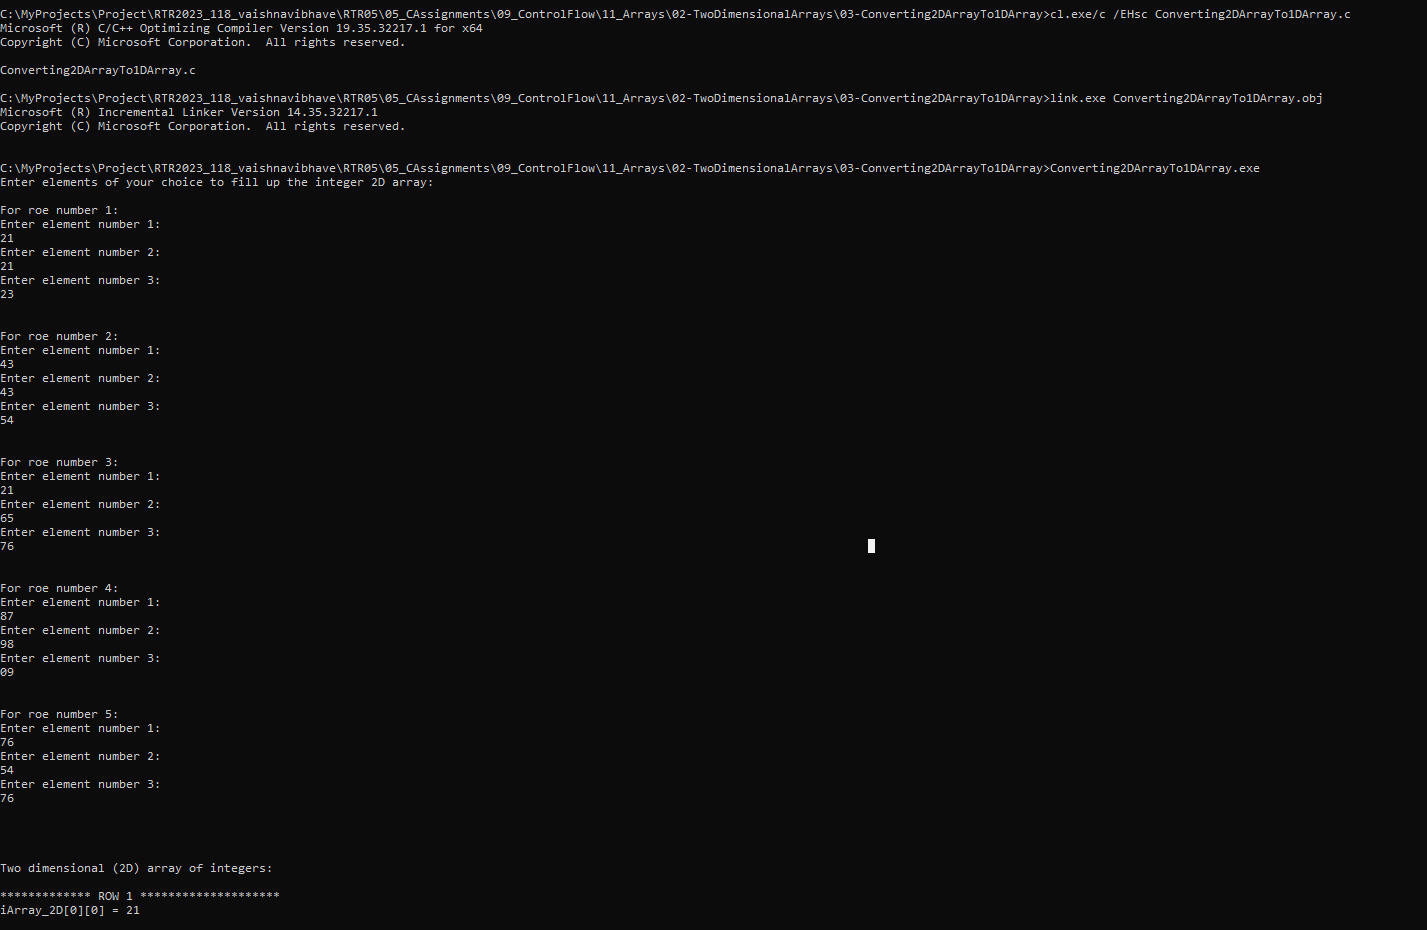 C:\MyProjects\Project\RTR2023_118_vaishnavibhave\RTR05\05_CAssignments\09_ControlFlow\11_Arrays\02-TwoDimensionalArrays\03-Converting2DArrayTo1DArray>cl.exe/c /EHsc Converting2DArrayTo1DArray.c
Microsoft (R) C/C++ Optimizing Compiler Version 19.35.32217.1 for x64
Copyright (C) Microsoft Corporation.  All rights reserved.
Converting2DArrayTo1DArray.c
C:\MyProjects\Project\RTR2023_118_vaishnavibhave\RTR05\05_CAssignments\09_ControlFlow\11_Arrays\02-TwoDimensionalArrays\03-Converting2DArrayTo1DArray>link.exe Converting2DArrayTo1DArray.obj
Microsoft (R) Incremental Linker Version 14.35.32217.1
Copyright (C) Microsoft Corporation.  All rights reserved.
C:\MyProjects\Project\RTR2023_118_vaishnavibhave\RTR05\05_CAssignments\09_ControlFlow\11_Arrays\02-TwoDimensionalArrays\03-Converting2DArrayTo1DArray>Converting2DArrayTo1DArray.exe
Enter elements of your choice to fill up the integer 2D array:
For roe number 1:
Enter element number 1:
21
Enter element number 2:
21
Enter element number 3:
23
For roe number 2:
Enter element number 1:
43
Enter element number 2:
43
Enter element number 3:
54
For roe number 3:
Enter element number 1:
21
Enter element number 2:
65
Enter element number 3:
76
For roe number 4:
Enter element number 1:
87
Enter element number 2:
98
Enter element number 3:
09
For roe number 5:
Enter element number 1:
76
Enter element number 2:
54
Enter element number 3:
76
Two dimensional (2D) array of integers:
************* ROW 1 ********************
iArray_2D[0][0] = 21